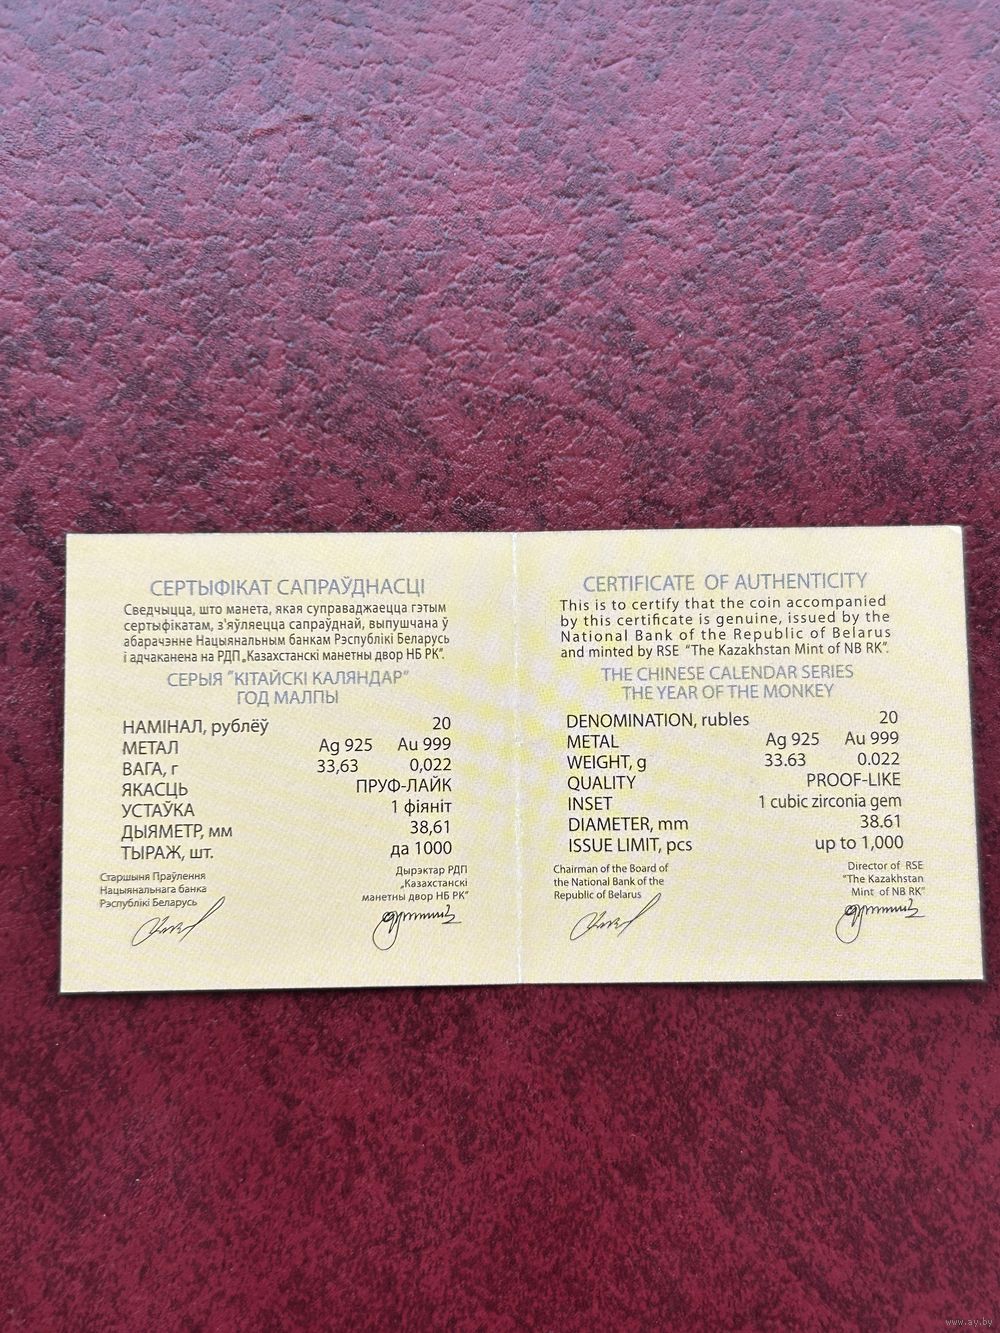 СЕРТЫФІКАТ САПРАЎДНАСЦІ
Сведчыцца, што манета, якая суправаджаецца гэтым
сертыфікатам, з'яўляецца сапраўднай, выпушчана ў
абарачэнне Нацыянальным банкам Рэспублікі Беларусь
і адчаканена на РДП „Казахстанскі манетны двор НБ РК".
СЕРЫЯ "КІТАЙСКІ КАЛЯНДАР"
ГОД МАЛПЫ
НАМІНАЛ, рублёў 20
МЕТАЛ Ag 925 Au 999
ВАГА, г 33,63 0,022
ЯКАСЦЬ ПРУФ-ЛАЙК
УСТАЎКА 1 фіяніт
ДЫЯМЕТР, мм 38,61
ТЫРАЖ, шт. да 1000
Старшыня Праўлення
Нацыянальнага банка
Рэспублікі Беларусь
Дырэктар РДП
„Казахстанскі
манетны двор НБ РК"
CERTIFICATE OF AUTHENTICITY
This is to certify that the coin accompanied
by this certificate is genuine, issued by the
National Bank of the Republic of Belarus
and minted by RSE "The Kazakhstan Mint of NB RK".
THE CHINESE CALENDAR SERIES
THE YEAR OF THE MONKEY
DENOMINATION, rubles 20
METAL Ag 925 Au 999
WEIGHT, g 33.63 0.022
QUALITY PROOF-LIKE
INSET 1 cubic zirconia gem
DIAMETER, mm 38.61
ISSUE LIMIT, pcs up to 1,000
Chairman of the Board of
the National Bank of the
Republic of Belarus
Director of RSE
"The Kazakhstan
Mint of NB RK"
www.ay.by